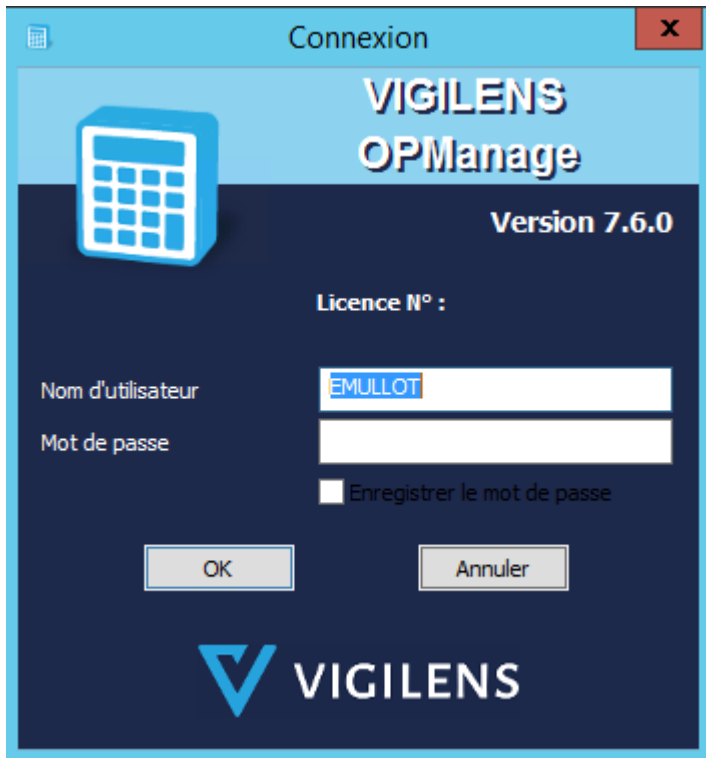 Connexion
VIGILENS
OPManage
Version 7.6.0
Licence N° :
Nom d'utilisateur
EMULLOT
Mot de passe
Enregistrer le mot de passe
OK
Annuler
VIGILENS